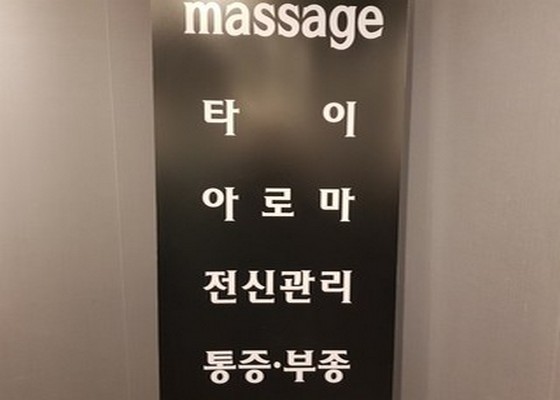 massage
타 이
아 로 마
전신관리
통증·부종